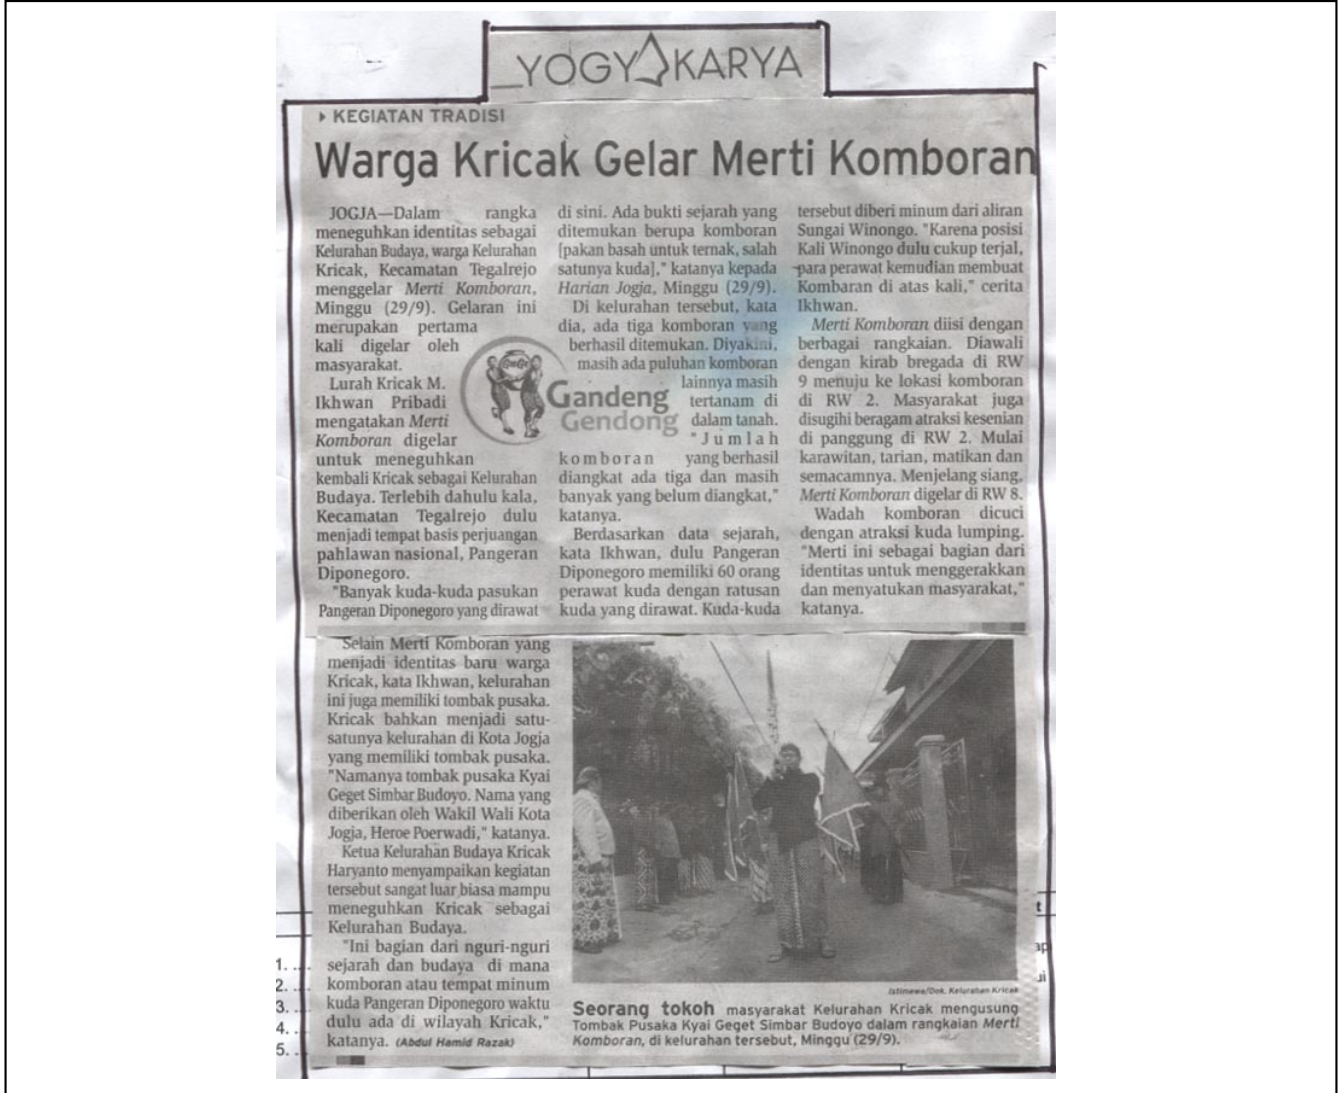 YOGYAKARYA
KEGIATAN TRADISI
Warga Kricak Gelar Merti Komboran
JOGJA—Dalam rangka
meneguhkan identitas sebagai
Kelurahan Budaya, warga Kelurahan
Kricak, Kecamatan Tegalrejo
menggelar Merti Komboran,
Minggu (29/9). Gelaran ini
merupakan pertama
kali digelar oleh
masyarakat.
Lurah Kricak M.
Ikhwan Pribadi
mengatakan Merti
Komboran digelar
untuk meneguhkan
kembali Kricak sebagai Kelurahan
Budaya. Terlebih dahulu kala,
Kecamatan Tegalrejo dulu
menjadi tempat basis perjuangan
pahlawan nasional, Pangeran
Diponegoro.
"Banyak kuda-kuda pasukan
Pangeran Diponegoro yang dirawat
di sini. Ada bukti sejarah yang
ditemukan berupa komboran
[pakan basah untuk ternak, salah
satunya kuda]," katanya kepada
Harian Jogja, Minggu (29/9).
Di kelurahan tersebut, kata
dia, ada tiga komboran yang
berhasil ditemukan. Diyakini,
masih ada puluhan komboran
lainnya masih
tertanam di
dalam tanah.
"Jumlah
komboran yang berhasil
diangkat ada tiga dan masih
banyak yang belum diangkat,"
katanya.
Berdasarkan data sejarah,
kata Ikhwan, dulu Pangeran
Diponegoro memiliki 60 orang
perawat kuda dengan ratusan
kuda yang dirawat. Kuda-kuda
Gandeng
Gendong
tersebut diberi minum dari aliran
Sungai Winongo. "Karena posisi
Kali Winongo dulu cukup terjal,
para perawat kemudian membuat
Kombaran di atas kali," cerita
Ikhwan.
Merti Komboran diisi dengan
berbagai rangkaian. Diawali
dengan kirab bregada di RW
9 menuju ke lokasi komboran
di RW 2. Masyarakat juga
disugihi beragam atraksi kesenian
di panggung di RW 2. Mulai
karawitan, tarian, matikan dan
semacamnya. Menjelang siang,
Merti Komboran digelar di RW 8.
Wadah komboran dicuci
dengan atraksi kuda lumping.
"Merti ini sebagai bagian dari
identitas untuk menggerakkan
dan menyatukan masyarakat,"
katanya.
Selain Merti Komboran yang
menjadi identitas baru warga
Kricak, kata Ikhwan, kelurahan
ini juga memiliki tombak pusaka.
Kricak bahkan menjadi satu-
satunya kelurahan di Kota Jogja
yang memiliki tombak pusaka.
"Namanya tombak pusaka Kyai
Geget Simbar Budoyo. Nama yang
diberikan oleh Wakil Wali Kota
Jogja, Heroe Poerwadi," katanya.
Ketua Kelurahan Budaya Kricak
Haryanto menyampaikan kegiatan
tersebut sangat luar biasa mampu
meneguhkan Kricak sebagai
Kelurahan Budaya.
"Ini bagian dari nguri-nguri
sejarah dan budaya di mana
komboran atau tempat minum
kuda Pangeran Diponegoro waktu
dulu ada di wilayah Kricak,"
katanya. (Abdul Hamid Razak)
Istimewa/Dok. Kelurahan Kricak
Seorang tokoh masyarakat Kelurahan Kricak mengusung
Tombak Pusaka Kyai Geget Simbar Budoyo dalam rangkaian Merti
Komboran, di kelurahan tersebut, Minggu (29/9).
1. ...
2. ...
3. ...
4. ...
5. ...